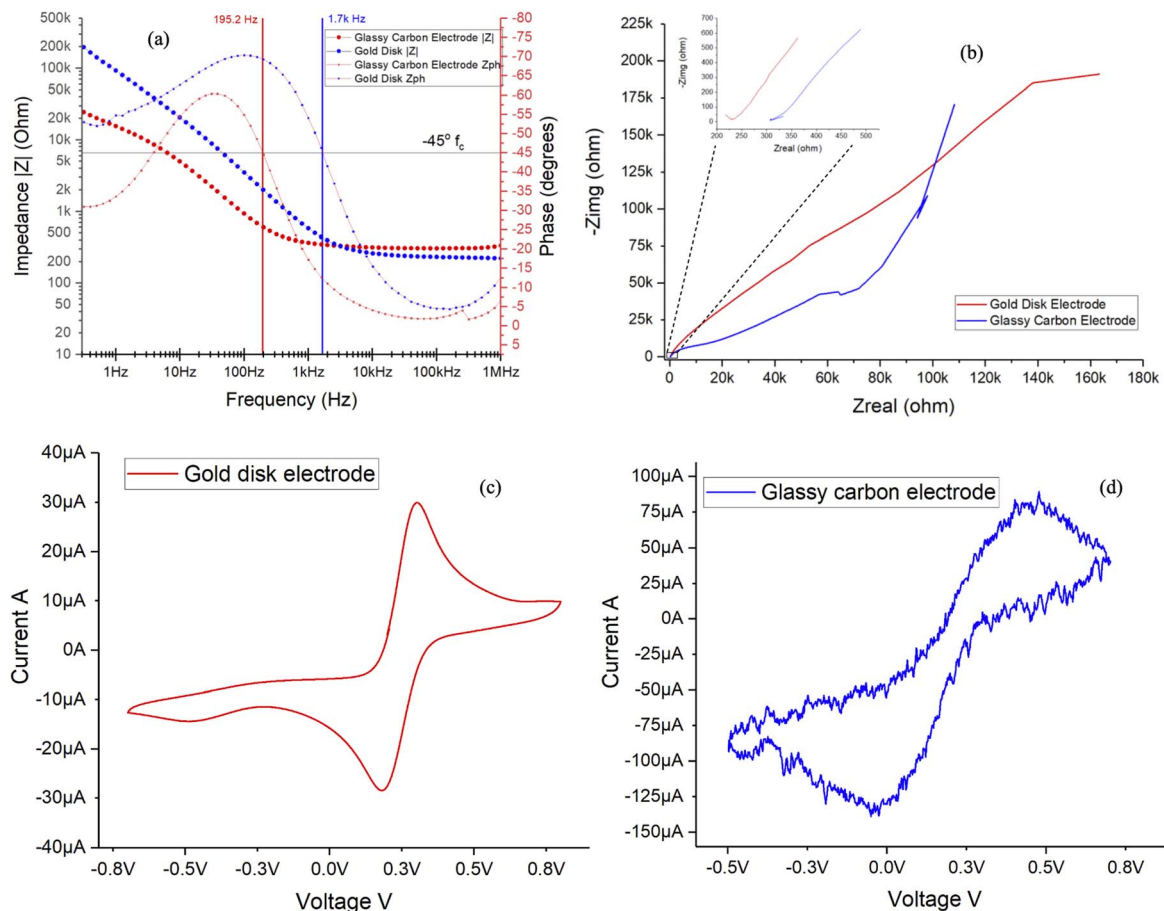 195.2 Hz
1.7k Hz
(a)
Glassy Carbon Electrode |Z|
Gold Disk |Z|
Glassy Carbon Electrode Zph
Gold Disk Zph
-45° fc
500k
200k
100k
50k
20k
10k
5k
2k
1k
500
200
100
50
20
10
Impedance |Z| (Ohm)
-80
-75
-70
-65
-60
-55
-50
-45
-40
-35
-30
-25
-20
-15
-10
-5
0
5
Phase (degrees)
1Hz 10Hz 100Hz 1kHz 10kHz 100kHz 1MHz
Frequency (Hz)
(b)
225k
200k
175k
150k
125k
100k
75k
50k
25k
0
-Zimg (ohm)
700
600
500
400
300
200
100
0
-Zimg (ohm)
200 250 300 350 400 450 500
Zreal (ohm)
Gold Disk Electrode
Glassy Carbon Electrode
0 20k 40k 60k 80k 100k 120k 140k 160k 180k
Zreal (ohm)
Gold disk electrode
(c)
40µA
30µA
20µA
10µA
0A
-10µA
-20µA
-30µA
-40µA
Current A
-0.8V -0.5V -0.3V 0.0V 0.3V 0.5V 0.8V
Voltage V
Glassy carbon electrode
(d)
100µA
75µA
50µA
25µA
0A
-25µA
-50µA
-75µA
-100µA
-125µA
-150µA
Current A
-0.5V -0.3V 0.0V 0.3V 0.5V 0.8V
Voltage V